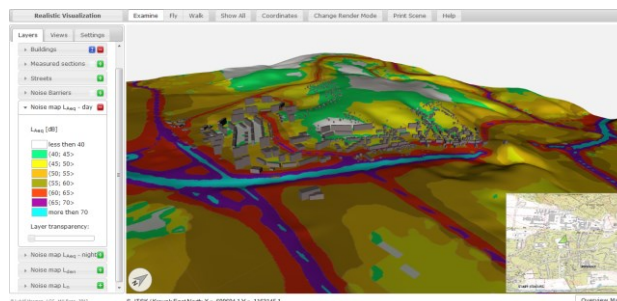 Realistic Visualization
Examine Fly Walk Show All Coordinates Change Render Mode Print Scene Help
Layers Views Settings
Buildings
Measured sections
Streets
Noise Barriers
Noise map LAeq - day
LAeq [dB]
less then 40
(40; 45>
(45; 50>
(50; 55>
(55; 60>
(60; 65>
(65; 70>
more then 70
Layer transparency:
Noise map LAeq - night
Noise map
Noise map
Overview